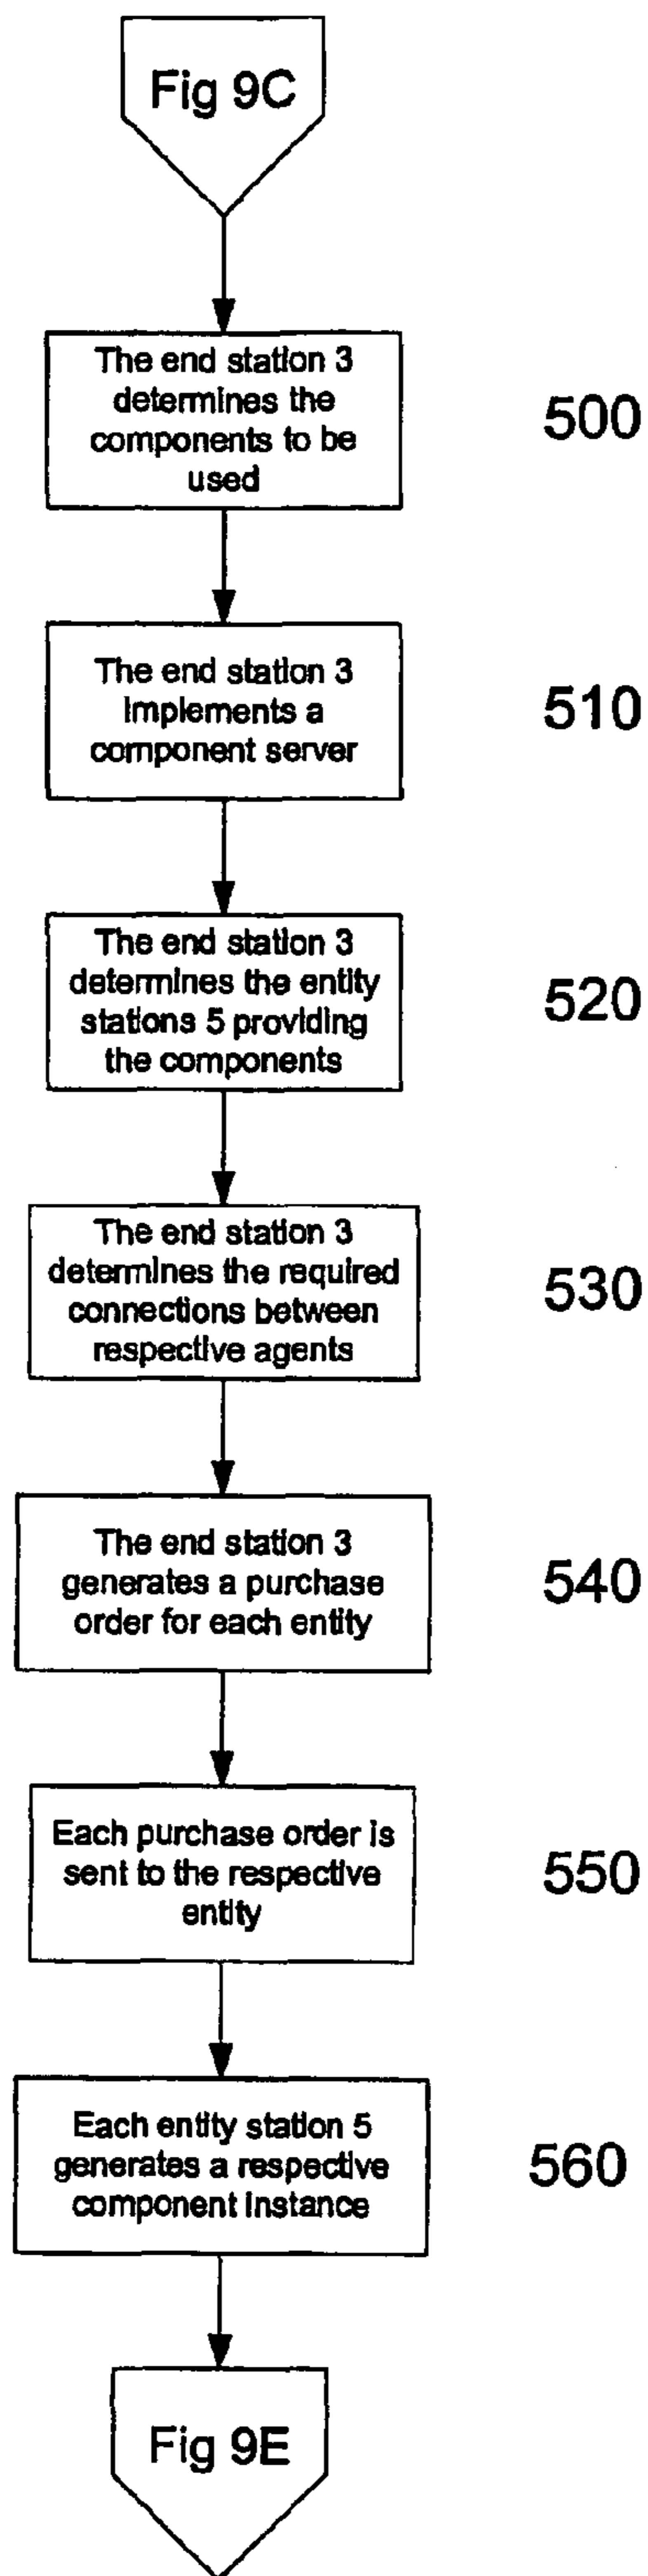 Fig 9C
The end station 3
determines the
components to be
used
500
The end station 3
implements a
component server
510
The end station 3
determines the entity
stations 5 providing
the components
520
The end station 3
determines the required
connections between
respective agents
530
The end station 3
generates a purchase
order for each entity
540
Each purchase order is
sent to the respective
entity
550
Each entity station 5
generates a respective
component instance
560
Fig 9E